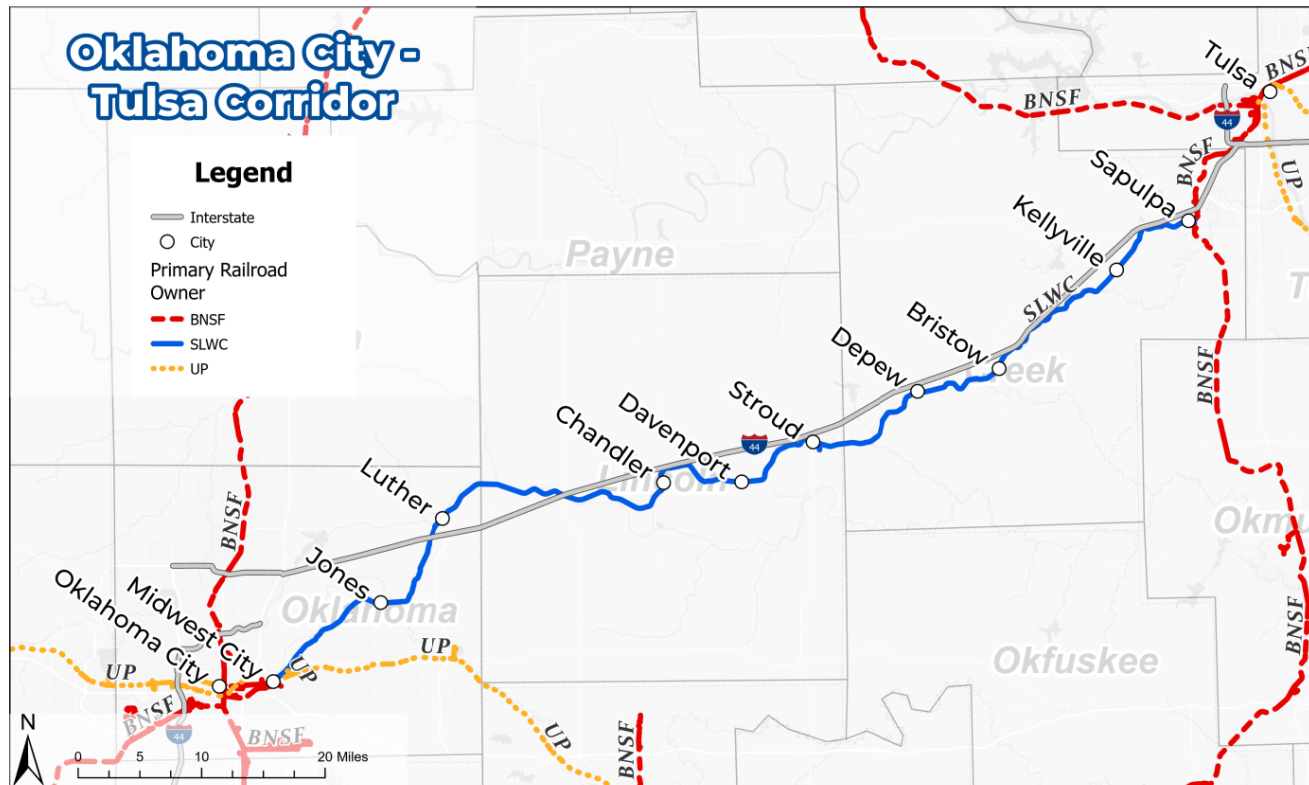 Oklahoma City -
Tulsa Corridor
Legend
Interstate
City
Primary Railroad
Owner
BNSF
SLWC
UP
Tulsa
BNSF
BNSF
44
BNSF
UP
Sapulpa
Kellyville
Payne
SLWC
Bristow
Creek
Depew
BNSF
Stroud
44
Davenport
Chandler
Lincoln
Luther
BNSF
Jones
Oklahoma
Midwest City
Oklahoma City
UP
UP
UP
Okfuskee
BNSF
UP
BNSF
BNSF
44
BNSF
N
0 5 10 20 Miles